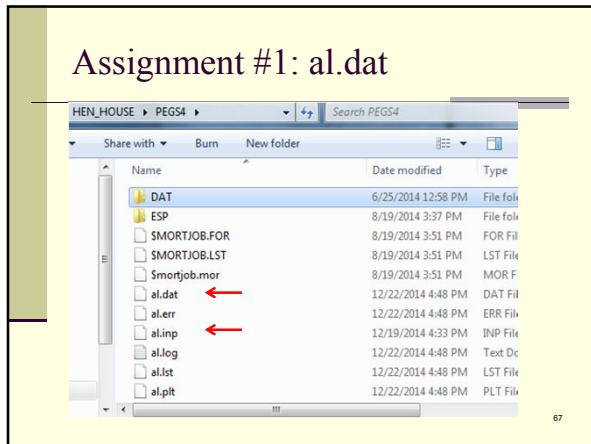 Assignment #1: al.dat
HEN_HOUSE ▸ PEGS4 ▸ Search PEGS4
Share with Burn New folder
Name Date modified Type
DAT 6/25/2014 12:58 PM File fol
ESP 8/19/2014 3:37 PM File fol
$MORTJOB.FOR 8/19/2014 3:51 PM FOR Fil
$MORTJOB.LST 8/19/2014 3:51 PM LST File
$mortjob.mor 8/19/2014 3:51 PM MOR F
al.dat 12/22/2014 4:48 PM DAT Fil
al.err 12/22/2014 4:48 PM ERR File
al.inp 12/19/2014 4:33 PM INP File
al.log 12/22/2014 4:48 PM Text Do
al.lst 12/22/2014 4:48 PM LST File
al.plt 12/22/2014 4:48 PM PLT File
67